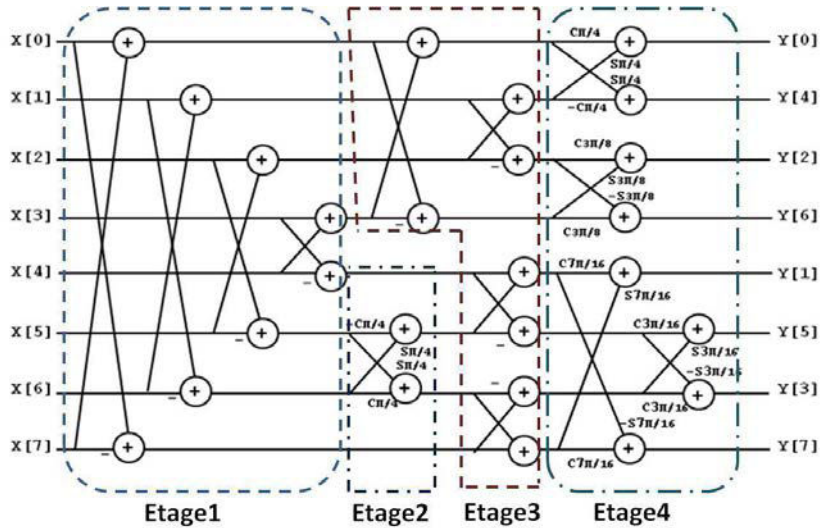 X[0] + + Cπ/4 + Y[0]
Sπ/4
Sπ/4
X[1] + + -Cπ/4 + Y[4]
X[2] + - + C3π/8 + Y[2]
S3π/8
-S3π/8
X[3] + - + C3π/8 + Y[6]
X[4] - + + C7π/16 + Y[1]
S7π/16
X[5] - + -Cπ/4 + - + C3π/16 + Y[5]
Sπ/4 S3π/16
Sπ/4 -S3π/16
X[6] - + Cπ/4 + - + C3π/16 + Y[3]
-S7π/16
X[7] - + + C7π/16 + Y[7]
Etage1 Etage2 Etage3 Etage4